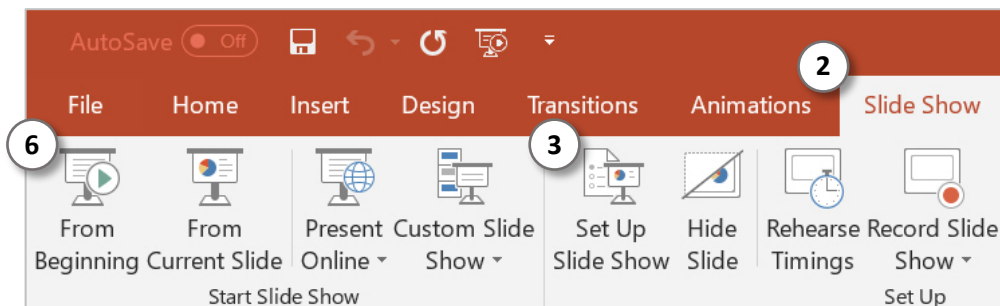 AutoSave Off
2
File Home Insert Design Transitions Animations Slide Show
6 3
From Beginning
From Current Slide
Present Online
Custom Slide Show
Set Up Slide Show
Hide Slide
Rehearse Timings
Record Slide Show
Start Slide Show Set Up